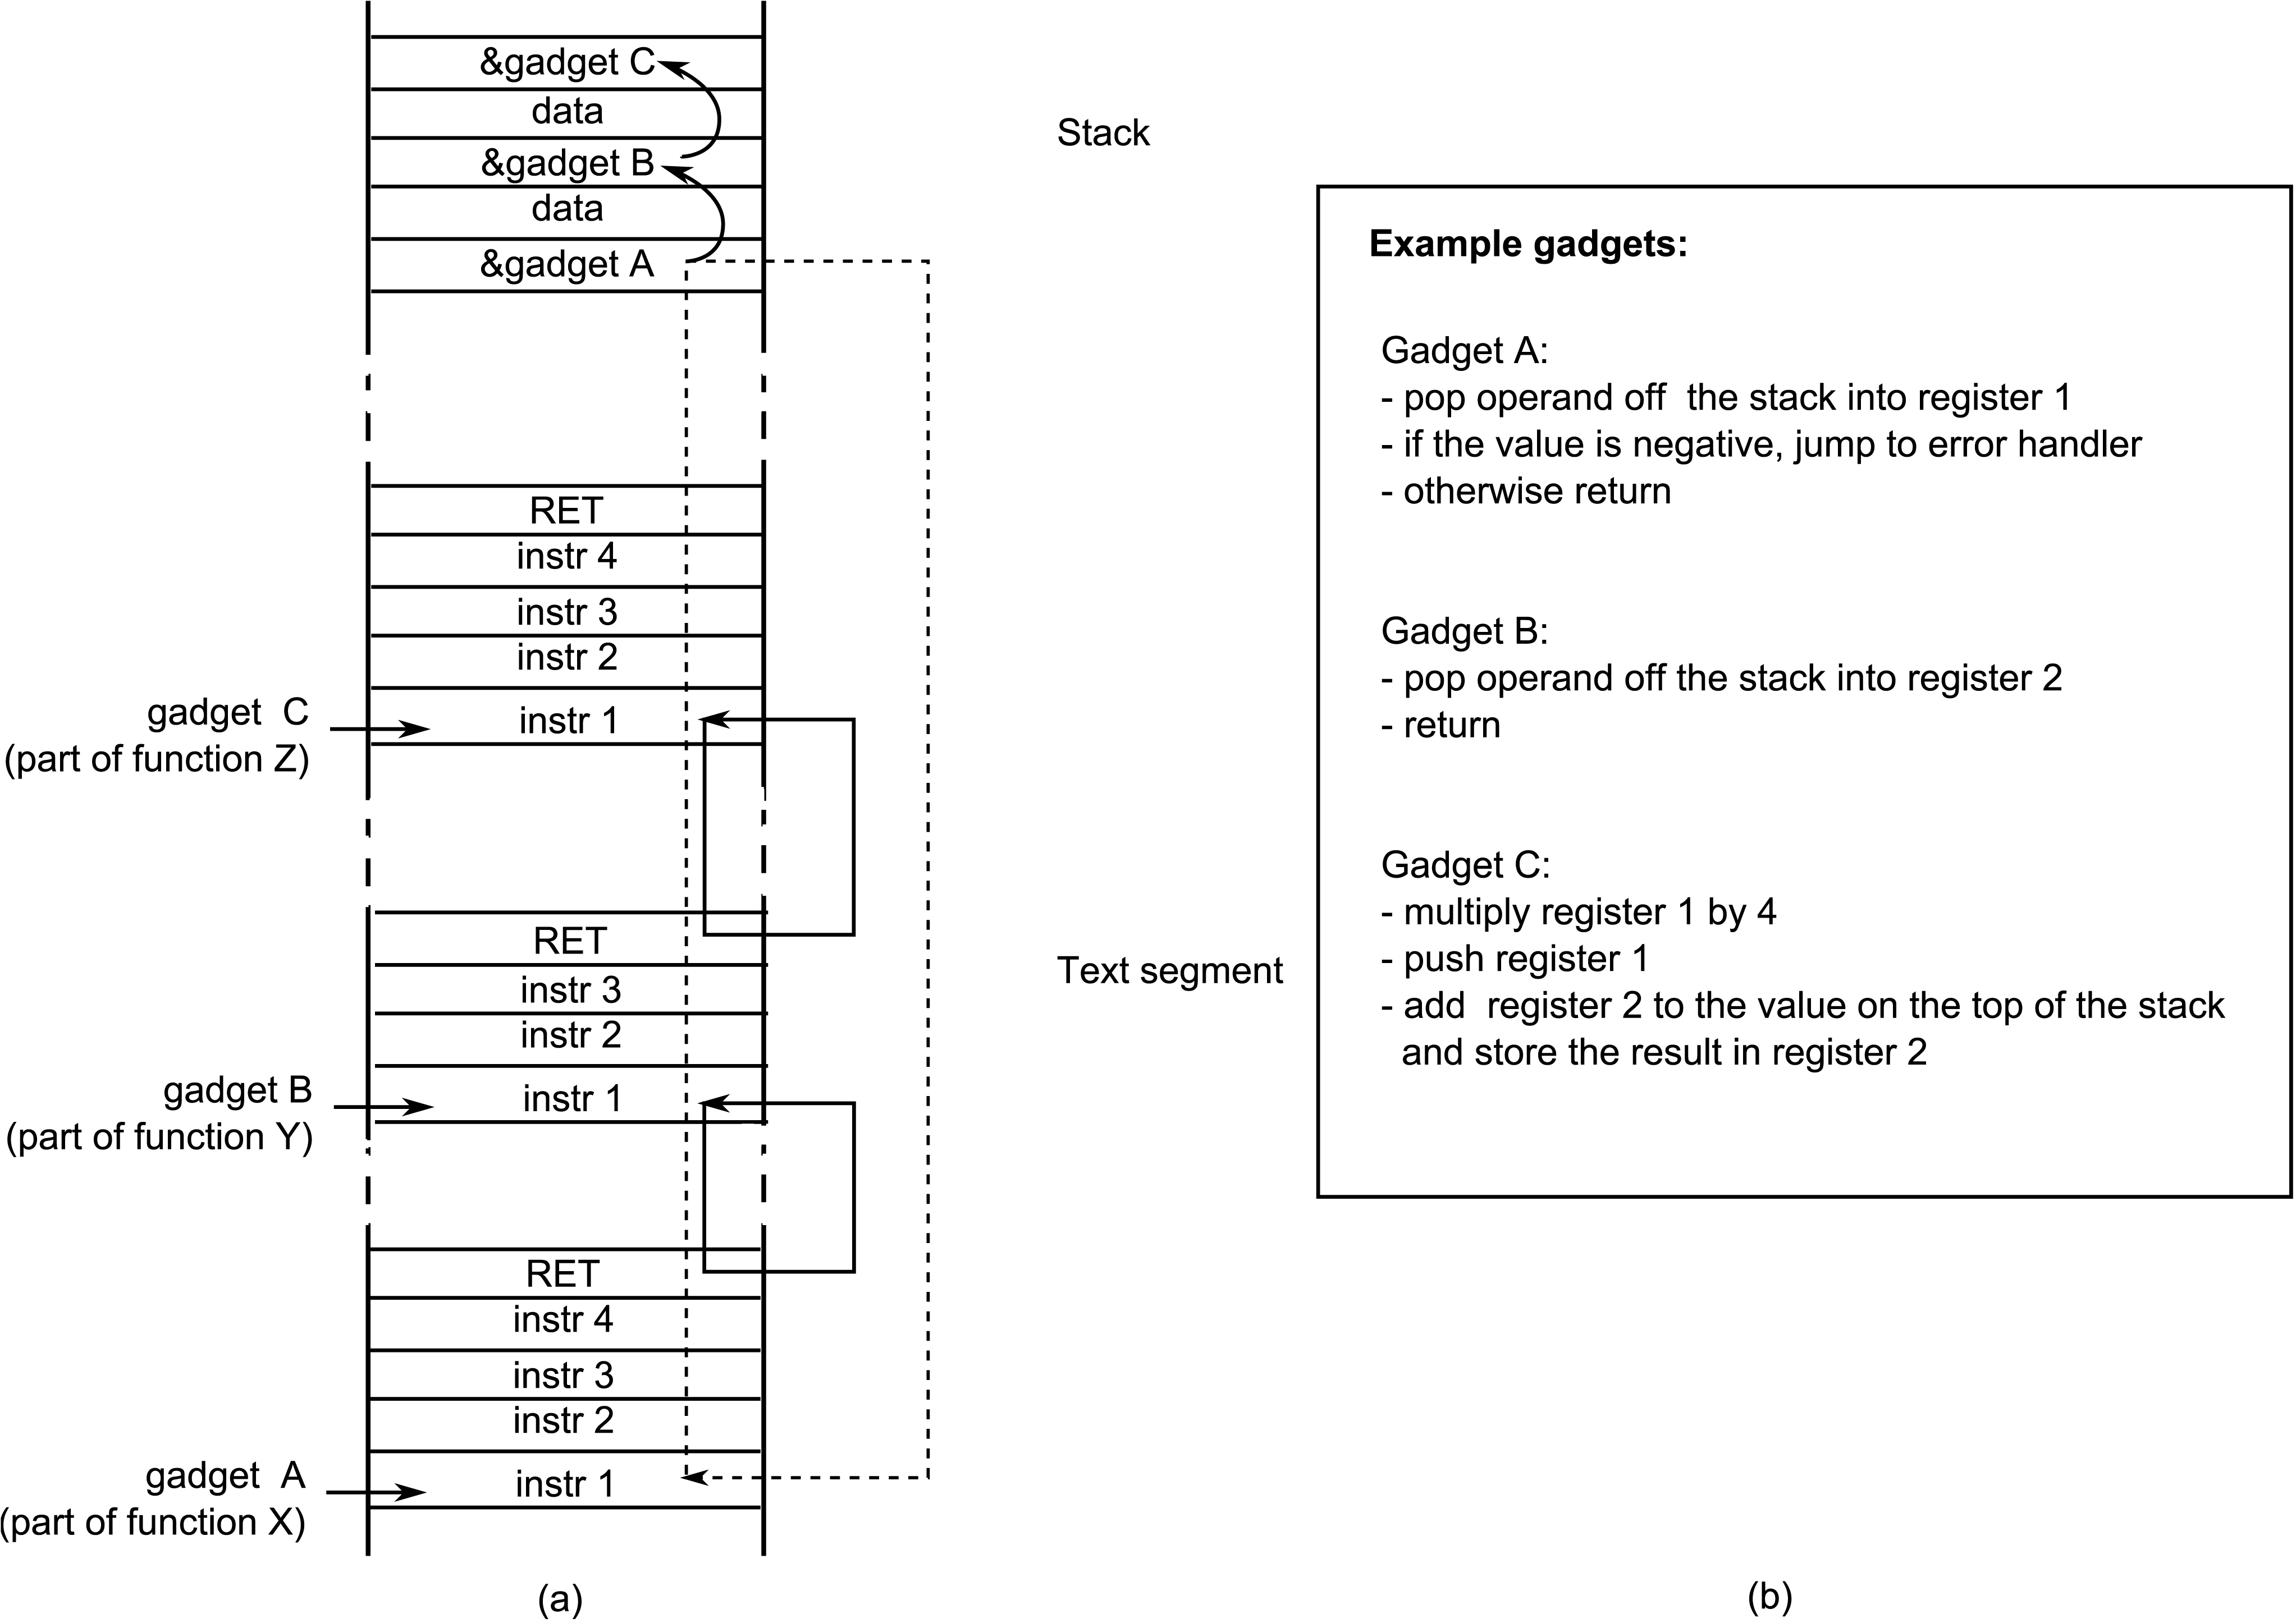 &gadget C
data
&gadget B
data
&gadget A
Stack
RET
instr 4
instr 3
instr 2
instr 1
gadget C
(part of function Z)
RET
instr 3
instr 2
instr 1
gadget B
(part of function Y)
Text segment
RET
instr 4
instr 3
instr 2
instr 1
gadget A
(part of function X)
(a)
Example gadgets:
Gadget A:
- pop operand off the stack into register 1
- if the value is negative, jump to error handler
- otherwise return
Gadget B:
- pop operand off the stack into register 2
- return
Gadget C:
- multiply register 1 by 4
- push register 1
- add register 2 to the value on the top of the stack
and store the result in register 2
(b)